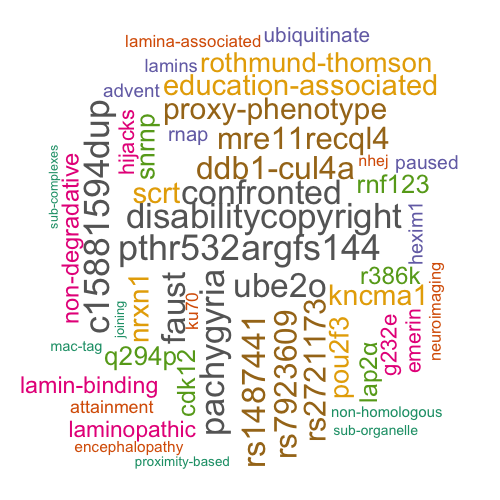 lamina-associated
ubiquitinate
lamins
rothmund-thomson
advent
education-associated
proxy-phenotype
hijacks
snrnp
rnap
mre11recql4
sub-complexes
non-degradative
c15881594dup
ddb1-cul4a
nhej
paused
scrt
confronted
rnf123
disabilitycopyright
hexim1
pthr532argfs144
neuroimaging
joining
nrxn1
faust
ku70
pachygyria
ube2o
r386k
kncma1
mac-tag
q294p
cdk12
rs1487441
rs7923609
rs2721173
pou2f3
lap2α
g232e
emerin
lamin-binding
attainment
non-homologous
laminopathic
sub-organelle
encephalopathy
proximity-based